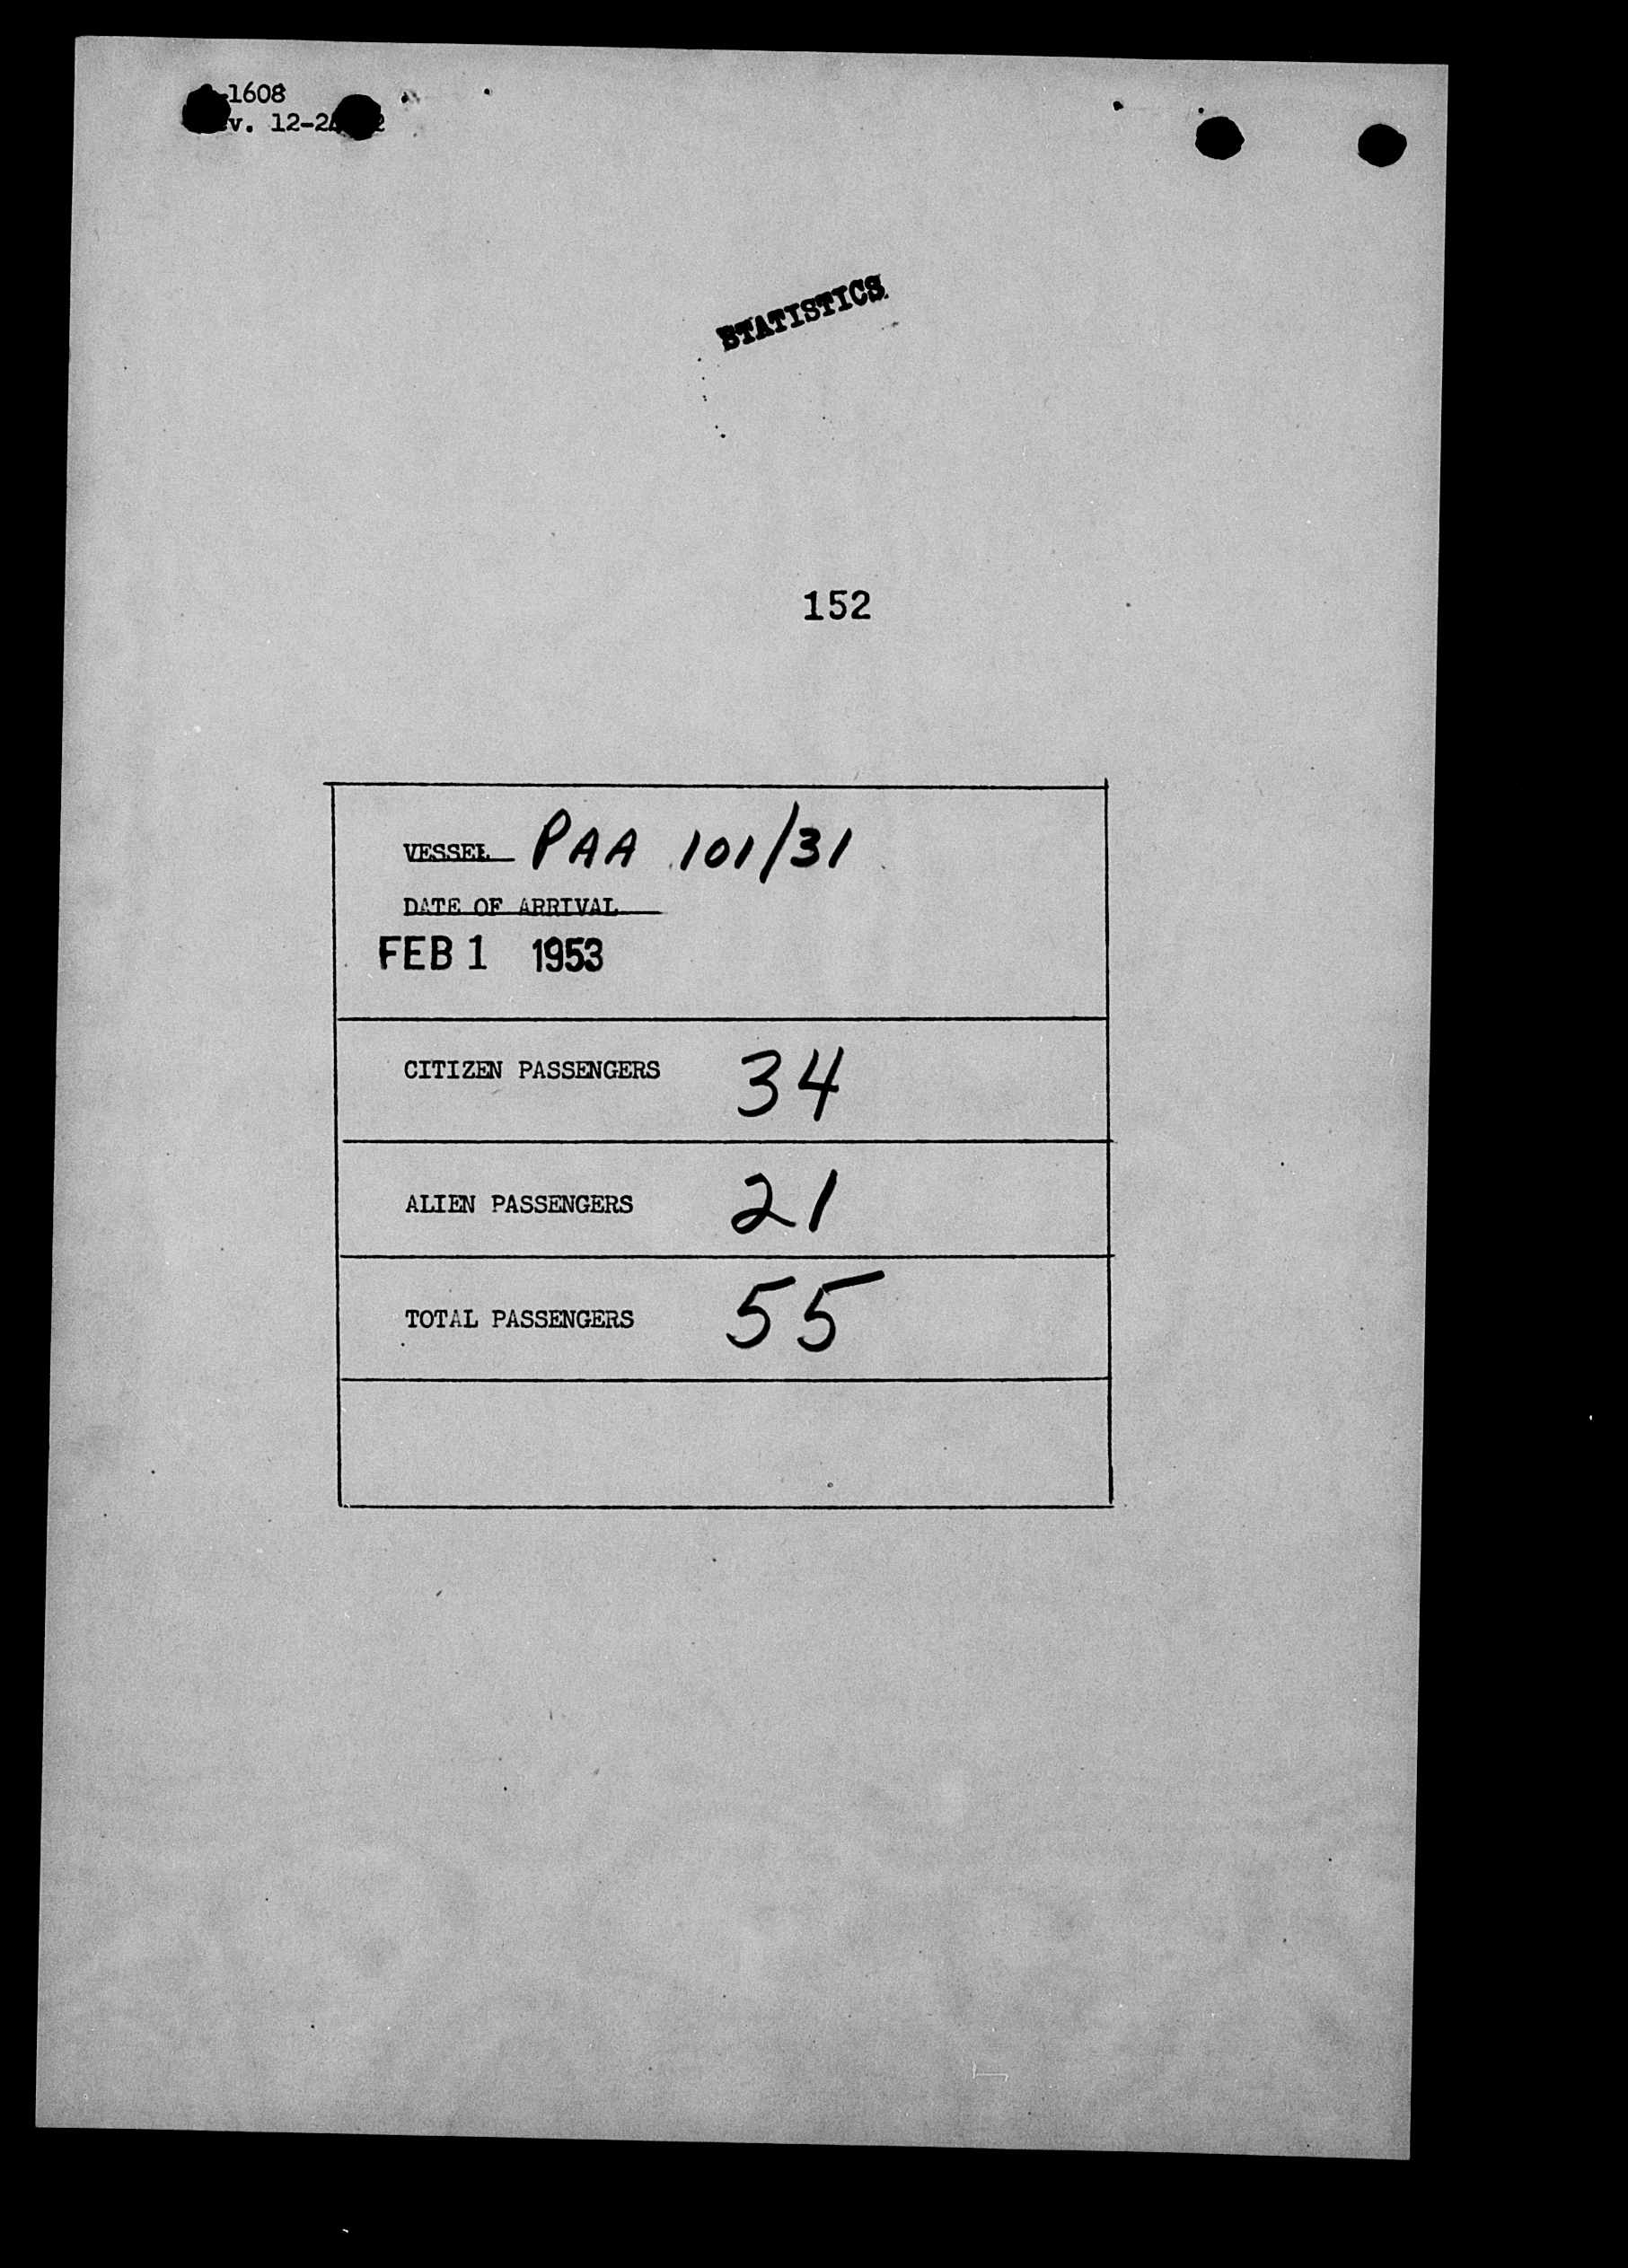 -1608
v. 12-2
STATISTICS
152
VESSEL PAA 101/31
DATE OF ARRIVAL
FEB 1 1953
CITIZEN PASSENGERS 34
ALIEN PASSENGERS 21
TOTAL PASSENGERS 55